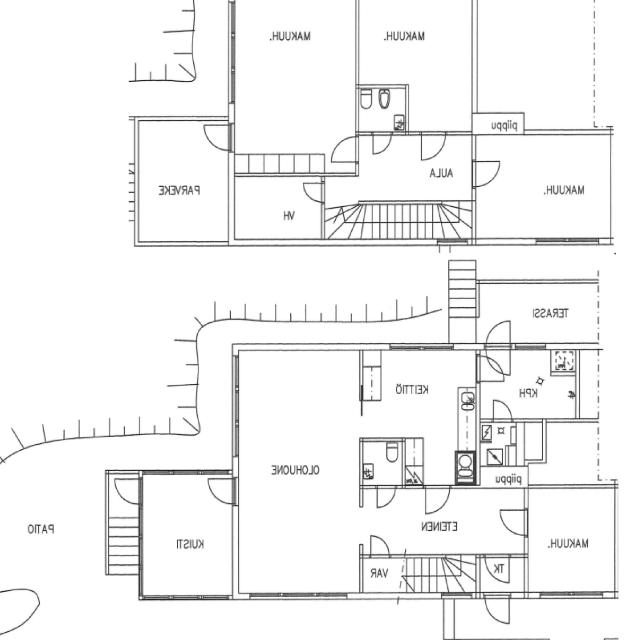 MAKUUH.
MAKUUH.
piippu
AULA
MAKUUH.
PARVEKE
VH
TERASSI
KEITTIÖ
KPH
OLOHUONE
piippu
PATIO
KUISTI
ETEINEN
MAKUUH.
VAR
TK